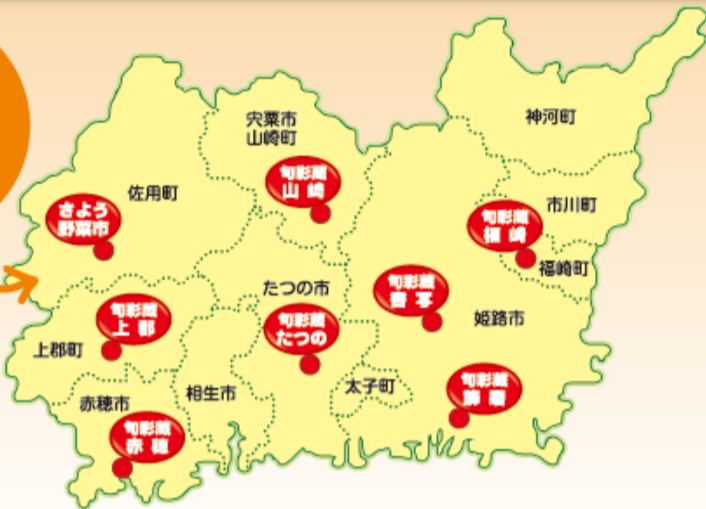 神河町
宍粟市
山崎町
旬彩蔵
山崎
佐用町
市川町
さよう
野菜市
旬彩蔵
福崎
福崎町
たつの市
旬彩蔵
書写
旬彩蔵
上郡
旬彩蔵
たつの
姫路市
上郡町
太子町
相生市
旬彩蔵
飾磨
赤穂市
旬彩蔵
赤穂